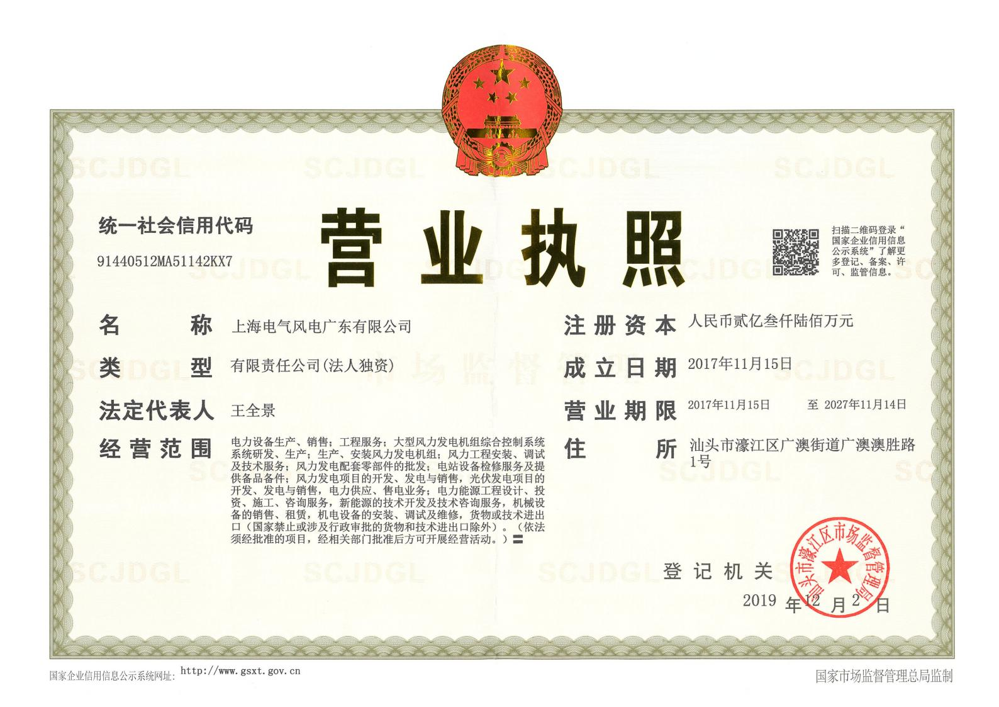 营业执照
统一社会信用代码
91440512MA51142KX7
扫描二维码登录“
国家企业信用信息
公示系统”了解更
多登记、备案、许
可、监管信息。
名称 上海电气风电广东有限公司
类型 有限责任公司(法人独资)
法定代表人 王全景
经营范围 电力设备生产、销售；工程服务；大型风力发电机组综合控制系统
系统研发、生产；生产、安装风力发电机组；风力工程安装、调试
及技术服务；风力发电配套零部件的批发；电站设备检修服务及提
供备品备件；风力发电项目的开发、发电与销售，光伏发电项目的
开发、发电与销售，电力供应、售电业务；电力能源工程设计、投
资、施工、咨询服务，新能源的技术开发及技术咨询服务，机械设
备的销售、租赁，机电设备的安装、调试及维修，货物或技术进出
口（国家禁止或涉及行政审批的货物和技术进出口除外）。（依法
须经批准的项目，经相关部门批准后方可开展经营活动。）〓
注册资本 人民币贰亿叁仟陆佰万元
成立日期 2017年11月15日
营业期限 2017年11月15日 至 2027年11月14日
住所 汕头市濠江区广澳街道广澳澳胜路
1号
登记机关
汕头市濠江区市场监督管理局
2019 年 12 月 2 日
国家企业信用信息公示系统网址: http://www.gsxt.gov.cn
国家市场监督管理总局监制
SCJDGL
市场监督管理